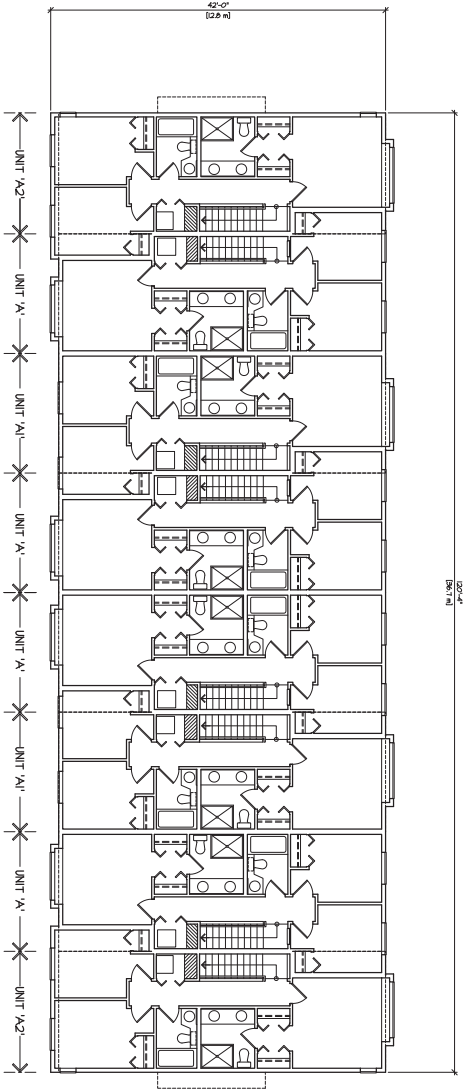 42'-0"
[12.8 m]
UNIT 'A2'
UNIT 'A'
UNIT 'A1'
UNIT 'A'
UNIT 'A'
UNIT 'A1'
UNIT 'A'
UNIT 'A2'
120'-4"
[36.7 m]